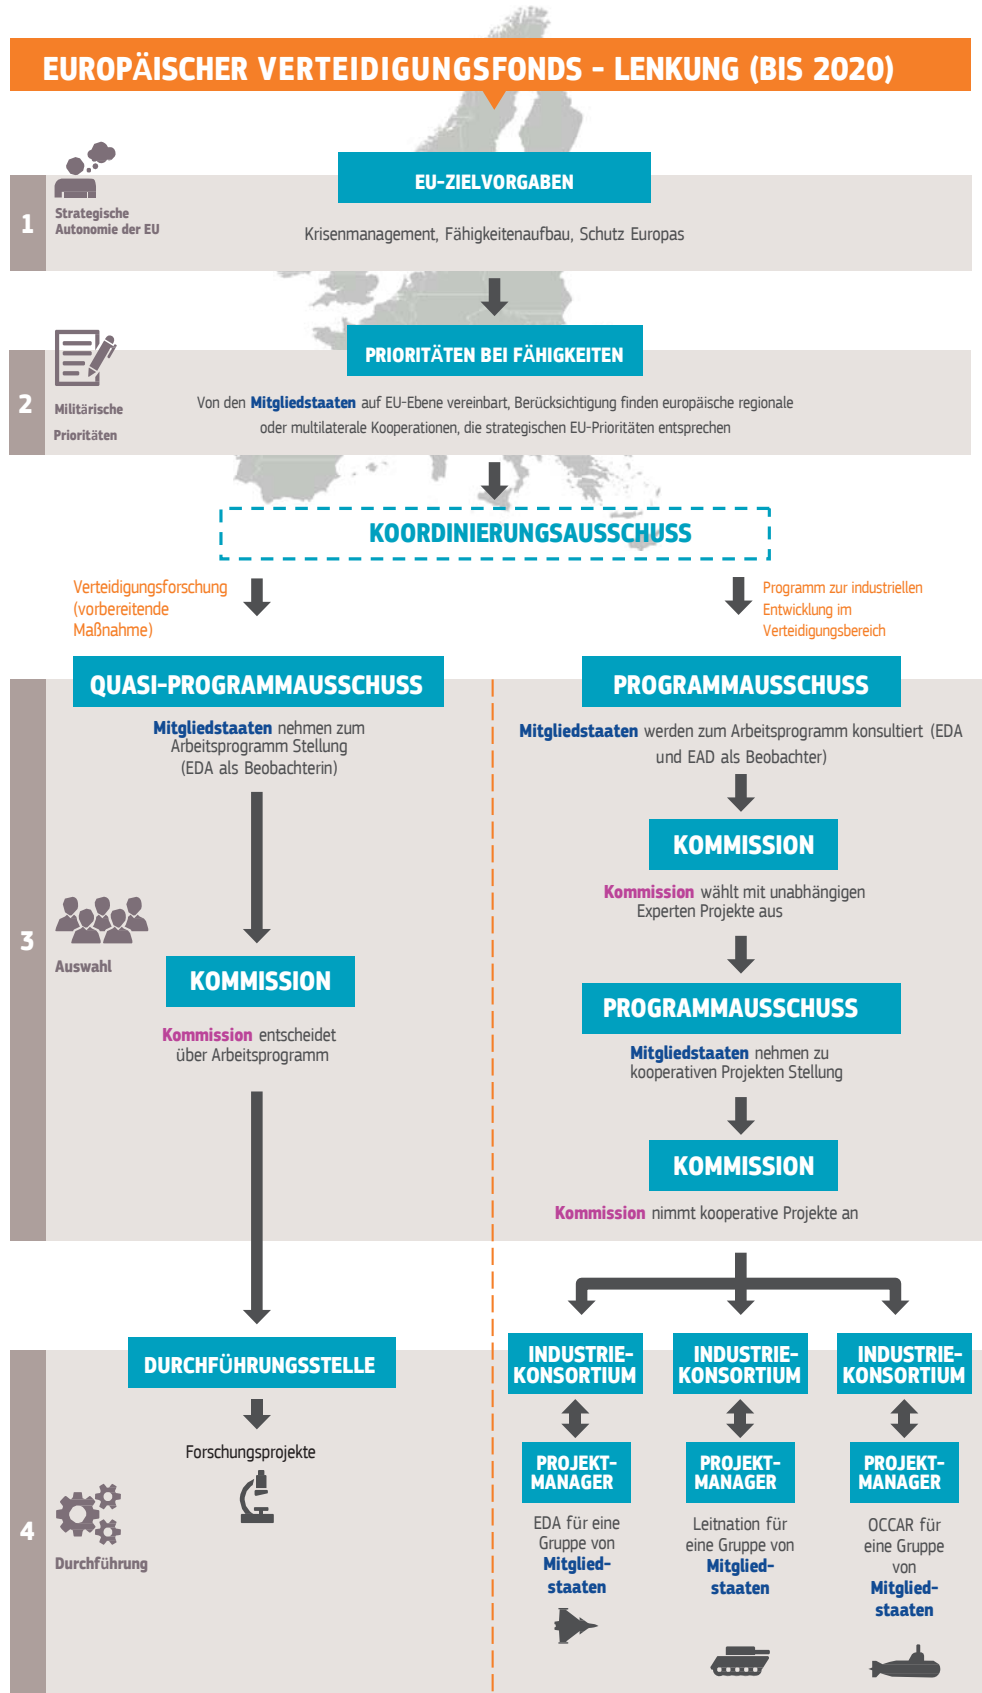 EUROPÄISCHER VERTEIDIGUNGSFONDS - LENKUNG (BIS 2020)
EU-ZIELVORGABEN
1
Strategische
Autonomie der EU
Krisenmanagement, Fähigkeitenaufbau, Schutz Europas
PRIORITÄTEN BEI FÄHIGKEITEN
2
Militärische
Prioritäten
Von den Mitgliedstaaten auf EU-Ebene vereinbart, Berücksichtigung finden europäische regionale
oder multilaterale Kooperationen, die strategischen EU-Prioritäten entsprechen
KOORDINIERUNGSAUSSCHUSS
Verteidigungsforschung
(vorbereitende
Maßnahme)
Programm zur industriellen
Entwicklung im
Verteidigungsbereich
3
Auswahl
QUASI-PROGRAMMAUSSCHUSS
Mitgliedstaaten nehmen zum
Arbeitsprogramm Stellung
(EDA als Beobachterin)
KOMMISSION
Kommission entscheidet
über Arbeitsprogramm
PROGRAMMAUSSCHUSS
Mitgliedstaaten werden zum Arbeitsprogramm konsultiert (EDA
und EAD als Beobachter)
KOMMISSION
Kommission wählt mit unabhängigen
Experten Projekte aus
PROGRAMMAUSSCHUSS
Mitgliedstaaten nehmen zu
kooperativen Projekten Stellung
KOMMISSION
Kommission nimmt kooperative Projekte an
4
Durchführung
DURCHFÜHRUNGSSTELLE
Forschungsprojekte
INDUSTRIE-
KONSORTIUM
PROJEKT-
MANAGER
EDA für eine
Gruppe von
Mitglied-
staaten
INDUSTRIE-
KONSORTIUM
PROJEKT-
MANAGER
Leitnation für
eine Gruppe von
Mitglied-
staaten
INDUSTRIE-
KONSORTIUM
PROJEKT-
MANAGER
OCCAR für
eine Gruppe
von
Mitglied-
staaten